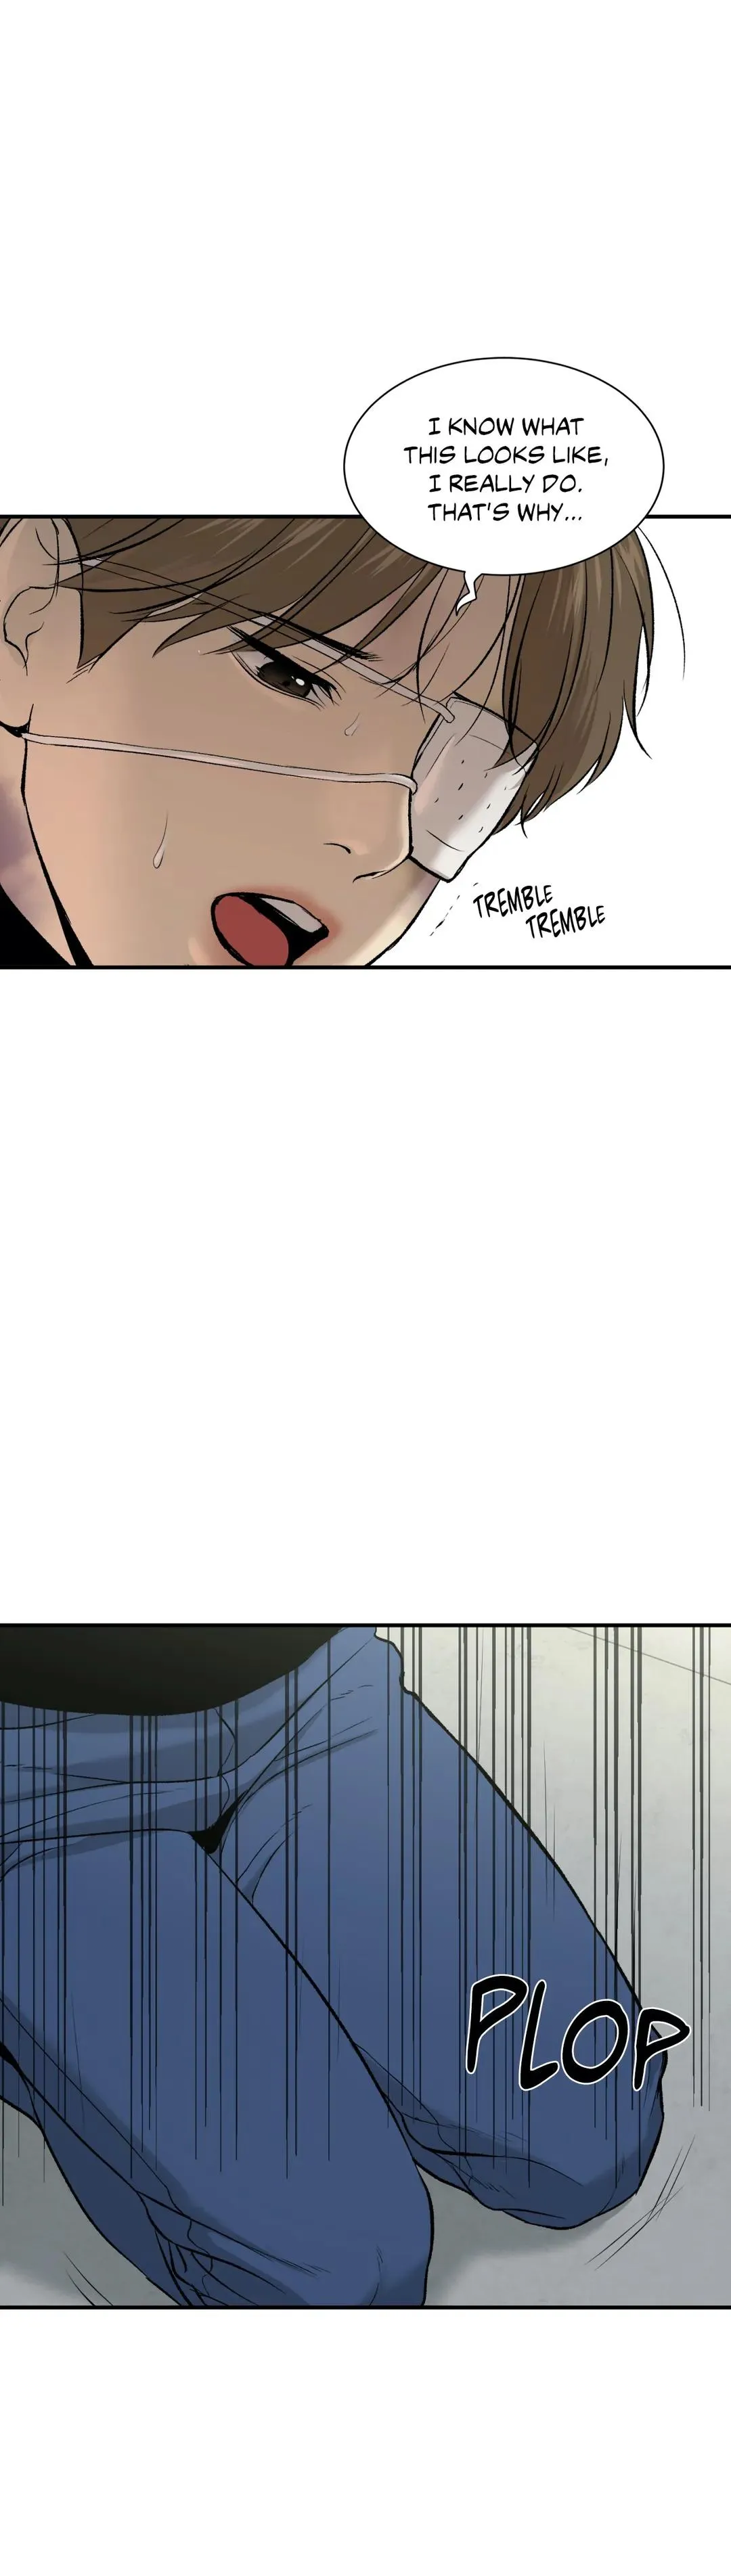 I KNOW WHAT
THIS LOOKS LIKE,
I REALLY DO.
THAT'S WHY...
TREMBLE
TREMBLE
PLOP